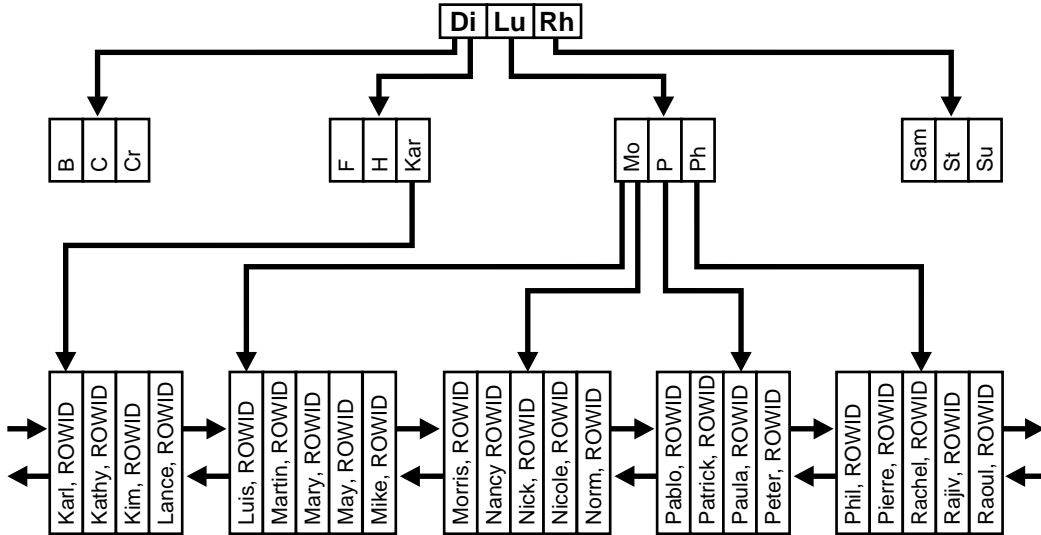 Di Lu Rh
B
C
Cr
F
H
Kar
Mo
P
Ph
Sam
St
Su
Karl, ROWID
Kathy, ROWID
Kim, ROWID
Lance, ROWID
Luis, ROWID
Martin, ROWID
Mary, ROWID
May, ROWID
Mike, ROWID
Morris, ROWID
Nancy ROWID
Nick, ROWID
Nicole, ROWID
Norm, ROWID
Pablo, ROWID
Patrick, ROWID
Paula, ROWID
Peter, ROWID
Phil, ROWID
Pierre, ROWID
Rachel, ROWID
Rajiv, ROWID
Raoul, ROWID